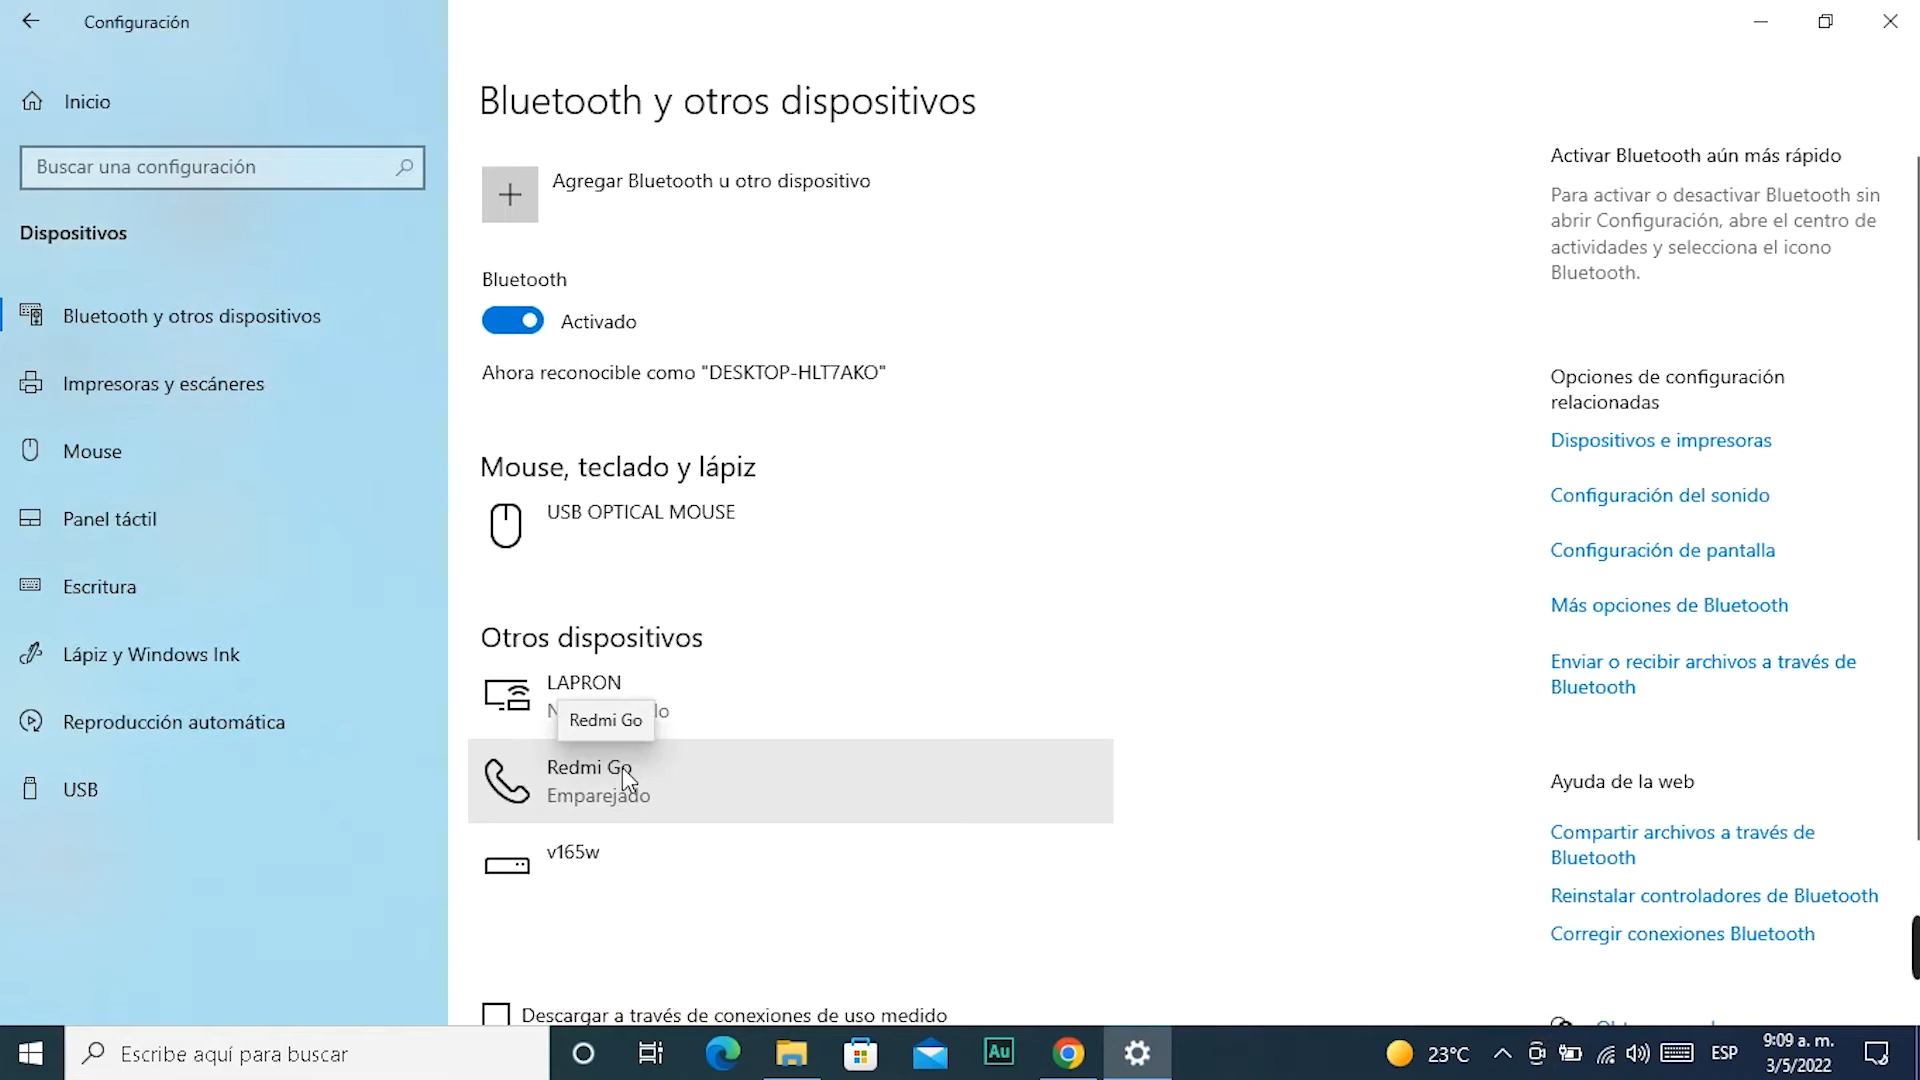 Configuración
Inicio
Buscar una configuración
Dispositivos
Bluetooth y otros dispositivos
Impresoras y escáneres
Mouse
Panel táctil
Escritura
Lápiz y Windows Ink
Reproducción automática
USB
Bluetooth y otros dispositivos
Agregar Bluetooth u otro dispositivo
Bluetooth
Activado
Ahora reconocible como "DESKTOP-HLT7AKO"
Mouse, teclado y lápiz
USB OPTICAL MOUSE
Otros dispositivos
LAPRON
Redmi Go
Redmi Go
Emparejado
v165w
Descargar a través de conexiones de uso medido
Activar Bluetooth aún más rápido
Para activar o desactivar Bluetooth sin
abrir Configuración, abre el centro de
actividades y selecciona el icono
Bluetooth.
Opciones de configuración
relacionadas
Dispositivos e impresoras
Configuración del sonido
Configuración de pantalla
Más opciones de Bluetooth
Enviar o recibir archivos a través de
Bluetooth
Ayuda de la web
Compartir archivos a través de
Bluetooth
Reinstalar controladores de Bluetooth
Corregir conexiones Bluetooth
Escribe aquí para buscar
Au
23°C
ESP
9:09 a. m.
3/5/2022